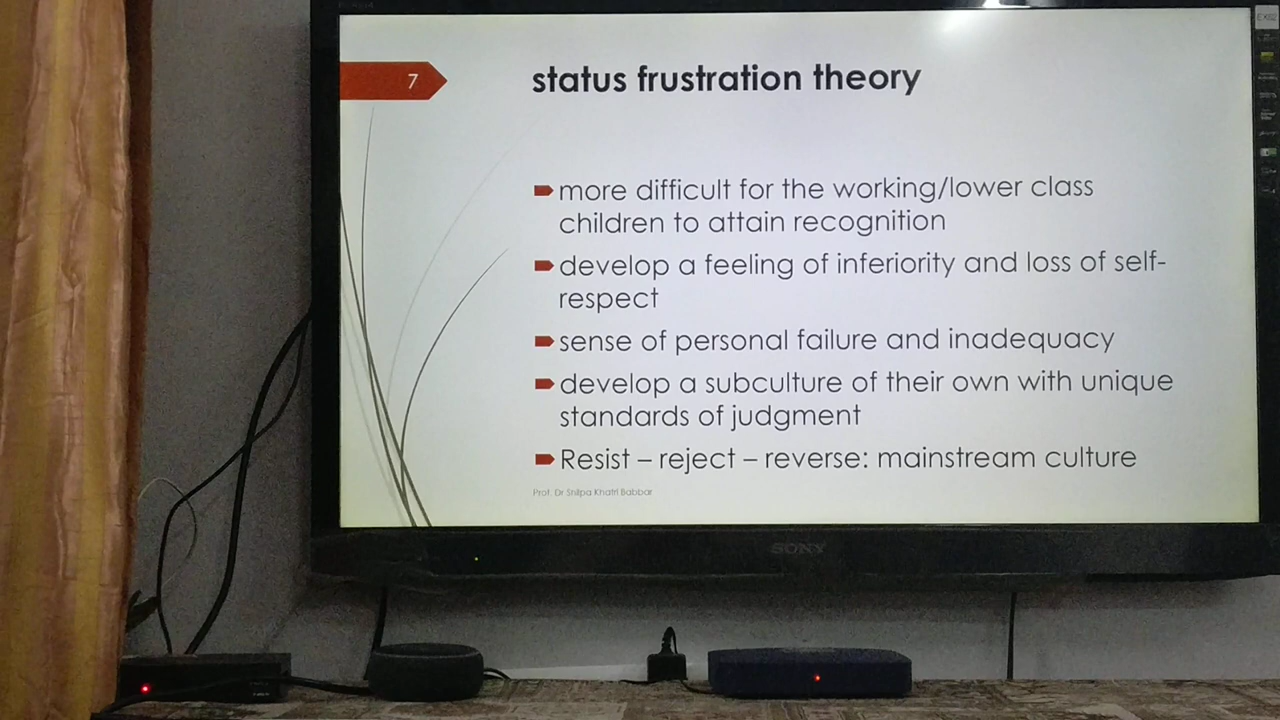 7
status frustration theory
more difficult for the working/lower class
children to attain recognition
develop a feeling of inferiority and loss of self-
respect
sense of personal failure and inadequacy
develop a subculture of their own with unique
standards of judgment
Resist – reject – reverse: mainstream culture
Prof. Dr Shilpa Khatri Babbar
SONY